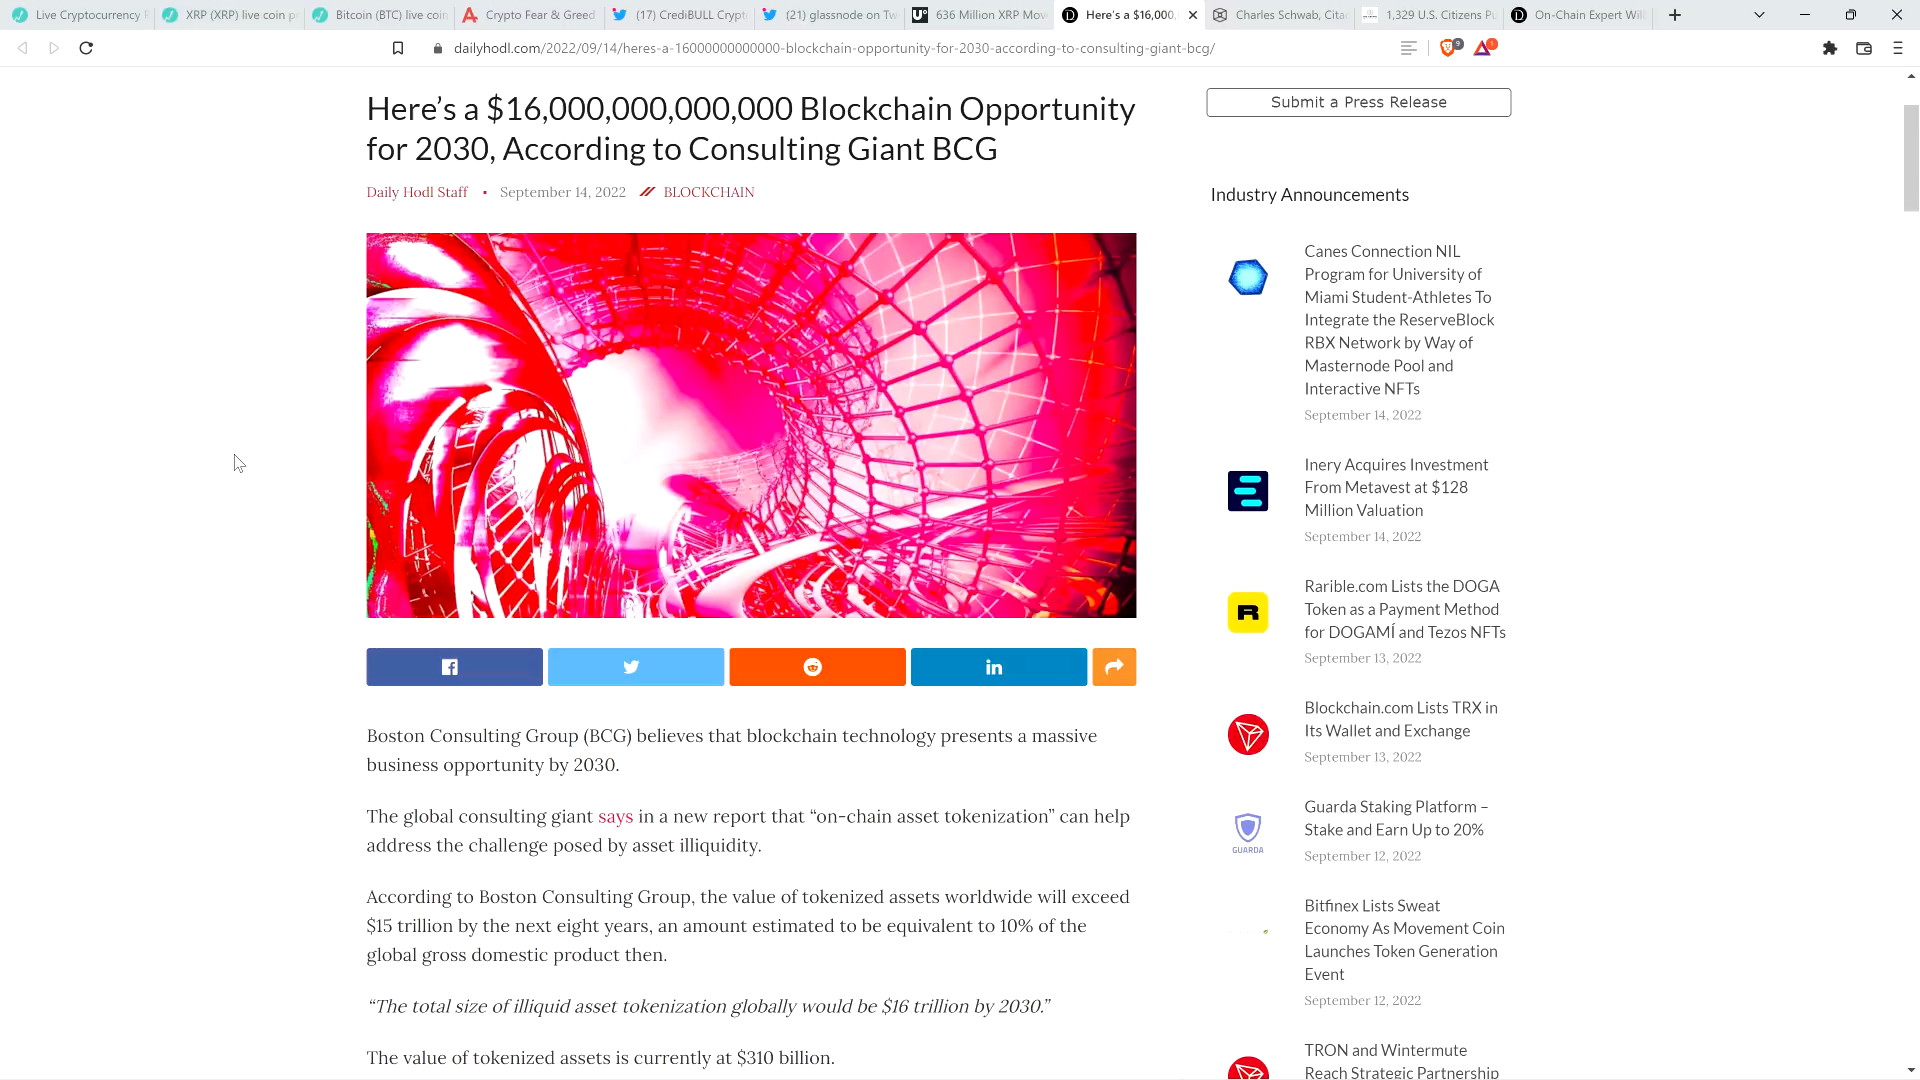 Live Cryptocurrency
XRP (XRP) live coin p
Bitcoin (BTC) live coin
Crypto Fear & Greed
(17) CrediBULL Crypt
(21) glassnode on Tw
636 Million XRP Mov
Here's a $16,000,
Charles Schwab, Cita
1,329 U.S. Citizens Pu
On-Chain Expert Will
dailyhodl.com/2022/09/14/heres-a-16000000000000-blockchain-opportunity-for-2030-according-to-consulting-giant-bcg/
Here's a $16,000,000,000,000 Blockchain Opportunity
for 2030, According to Consulting Giant BCG
Daily Hodl Staff • September 14, 2022 BLOCKCHAIN
Boston Consulting Group (BCG) believes that blockchain technology presents a massive
business opportunity by 2030.
The global consulting giant says in a new report that “on-chain asset tokenization” can help
address the challenge posed by asset illiquidity.
According to Boston Consulting Group, the value of tokenized assets worldwide will exceed
$15 trillion by the next eight years, an amount estimated to be equivalent to 10% of the
global gross domestic product then.
“The total size of illiquid asset tokenization globally would be $16 trillion by 2030.”
The value of tokenized assets is currently at $310 billion.
Submit a Press Release
Industry Announcements
Canes Connection NIL
Program for University of
Miami Student-Athletes To
Integrate the ReserveBlock
RBX Network by Way of
Masternode Pool and
Interactive NFTs
September 14, 2022
Inery Acquires Investment
From Metavest at $128
Million Valuation
September 14, 2022
R
Rarible.com Lists the DOGA
Token as a Payment Method
for DOGAMÍ and Tezos NFTs
September 13, 2022
Blockchain.com Lists TRX in
Its Wallet and Exchange
September 13, 2022
GUARDA
Guarda Staking Platform –
Stake and Earn Up to 20%
September 12, 2022
Bitfinex Lists Sweat
Economy As Movement Coin
Launches Token Generation
Event
September 12, 2022
TRON and Wintermute
Reach Strategic Partnership